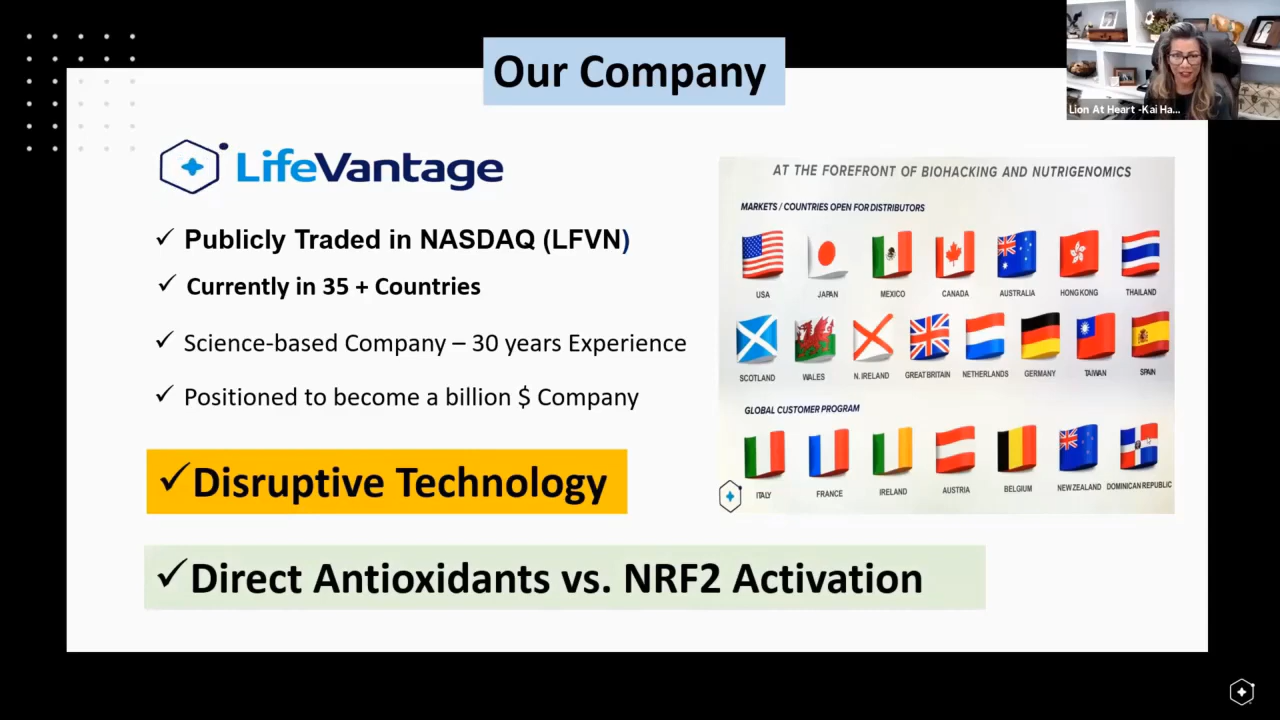 Our Company
Lion At Heart -Kai Ha...
LifeVantage
✓ Publicly Traded in NASDAQ (LFVN)
✓ Currently in 35 + Countries
✓ Science-based Company – 30 years Experience
✓ Positioned to become a billion $ Company
✓Disruptive Technology
✓Direct Antioxidants vs. NRF2 Activation
AT THE FOREFRONT OF BIOHACKING AND NUTRIGENOMICS
MARKETS / COUNTRIES OPEN FOR DISTRIBUTORS
USA JAPAN MEXICO CANADA AUSTRALIA HONG KONG THAILAND
SCOTLAND WALES N. IRELAND GREAT BRITAIN NETHERLANDS GERMANY TAIWAN SPAIN
GLOBAL CUSTOMER PROGRAM
ITALY FRANCE IRELAND AUSTRIA BELGIUM NEW ZEALAND DOMINICAN REPUBLIC